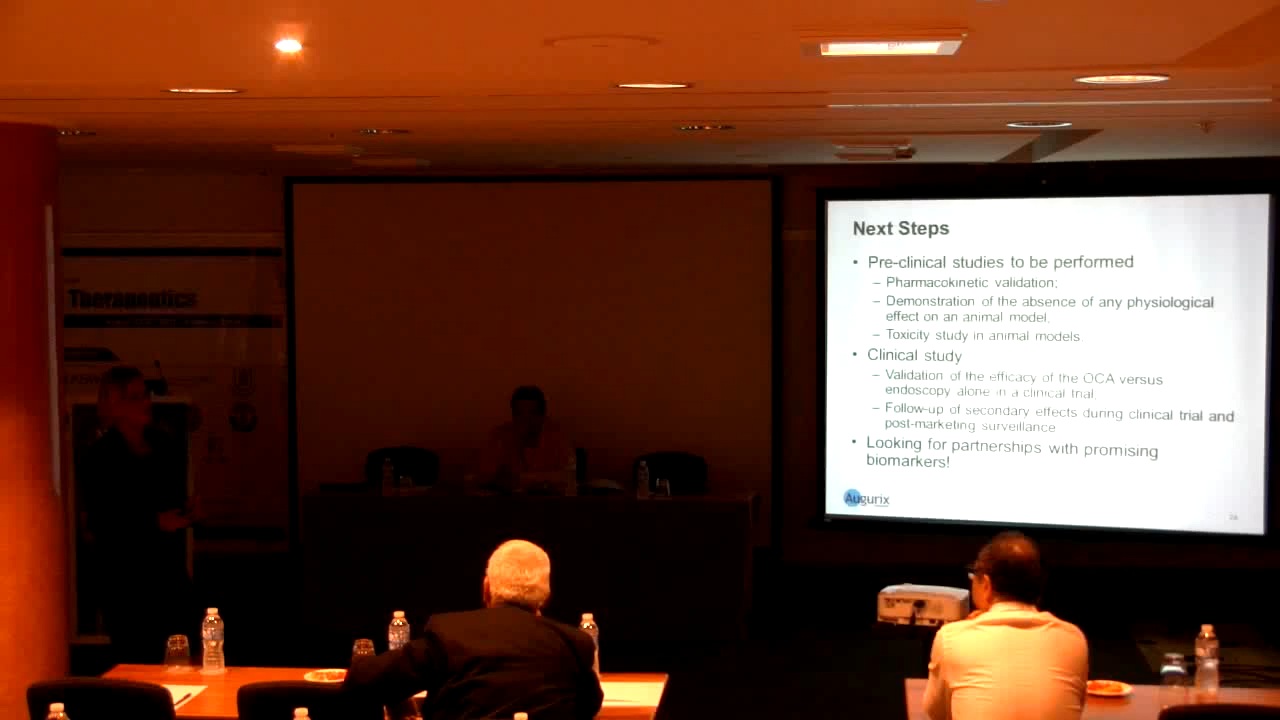 Therapeutics
Next Steps
• Pre-clinical studies to be performed
– Pharmacokinetic validation;
– Demonstration of the absence of any physiological
effect on an animal model;
– Toxicity study in animal models.
• Clinical study
– Validation of the efficacy of the OCA versus
endoscopy alone in a clinical trial;
– Follow-up of secondary effects during clinical trial and
post-marketing surveillance
• Looking for partnerships with promising
biomarkers!
Augurix